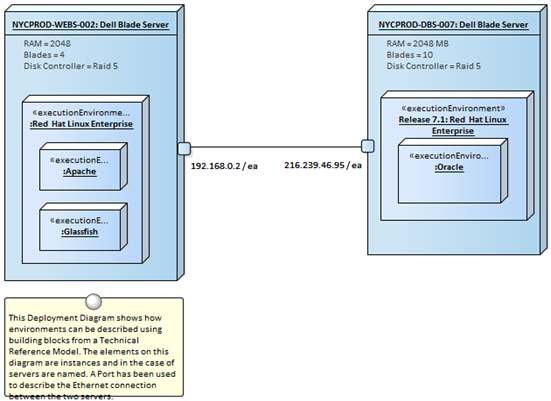 NYCPROD-WEBS-002: Dell Blade Server
RAM = 2048
Blades = 4
Disk Controller = Raid 5
«executionEnvironme...
:Red Hat Linux Enterprise
«executionE...
:Apache
«executionE...
:Glassfish
192.168.0.2 / ea
216.239.46.95 / ea
NYCPROD-DBS-007: Dell Blade Server
RAM = 2048 MB
Blades = 10
Disk Controller = Raid 5
«executionEnvironment»
Release 7.1: Red Hat Linux
Enterprise
«executionEnviro...
:Oracle
This Deployment Diagram shows how
environments can be described using
building blocks from a Technical
Reference Model. The elements on this
diagram are instances and in the case of
servers are named. A Port has been used
to describe the Ethernet connection
between the two servers.